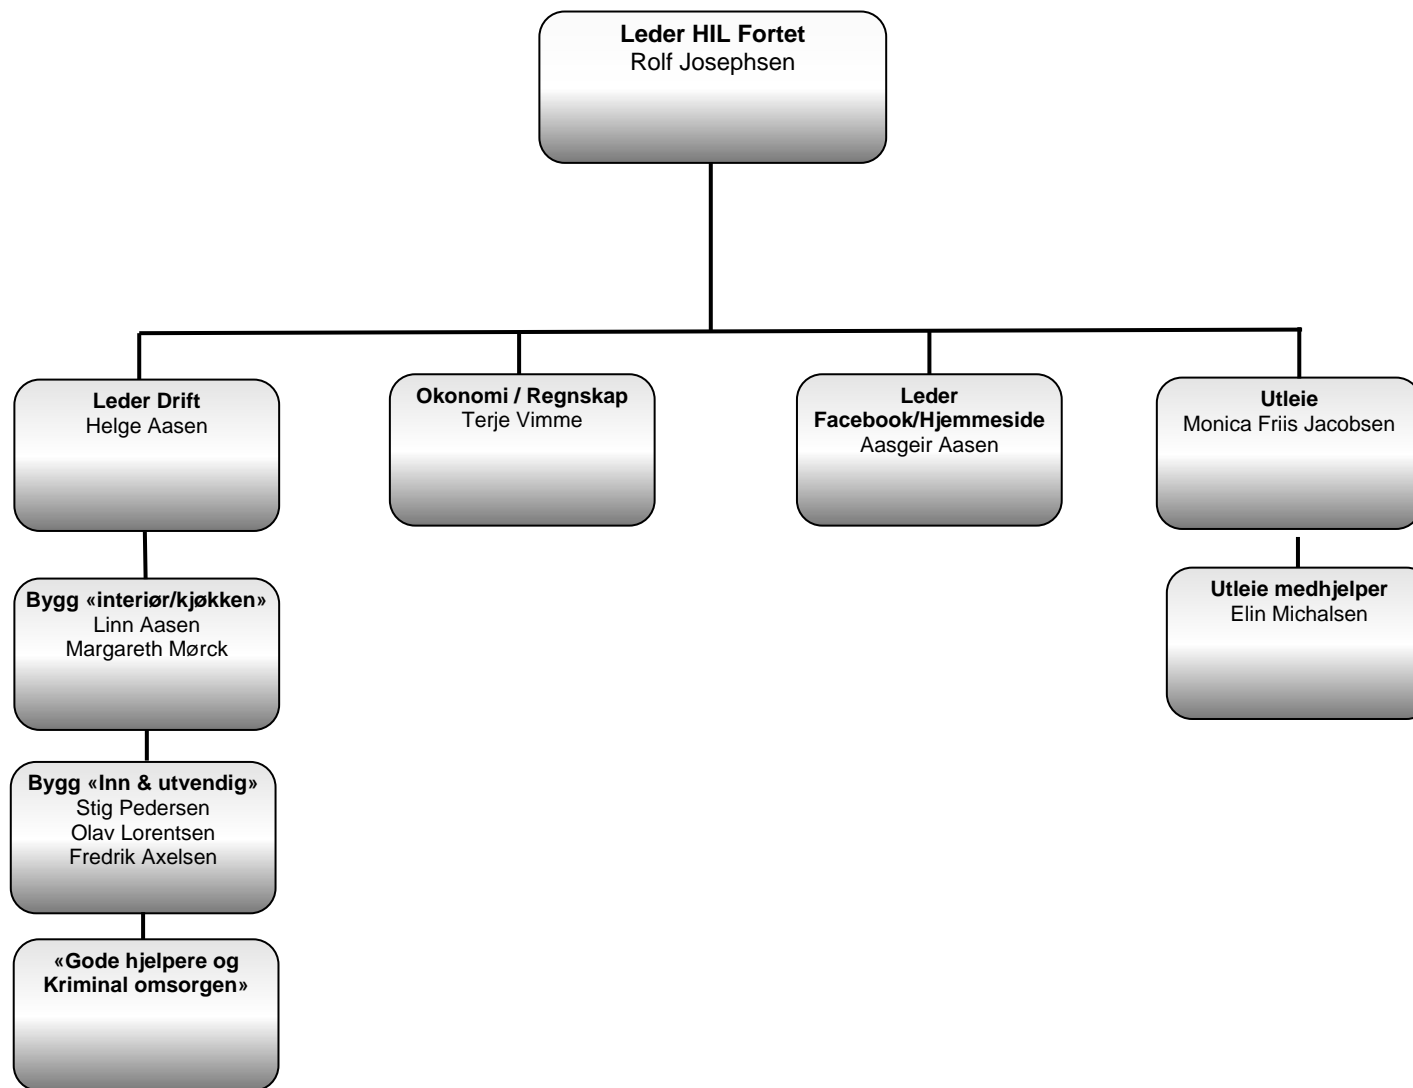 Leder HIL Fortet
Rolf Josephsen
Leder Drift
Helge Aasen
Okonomi / Regnskap
Terje Vimme
Leder
Facebook/Hjemmeside
Aasgeir Aasen
Utleie
Monica Friis Jacobsen
Bygg «interiør/kjøkken»
Linn Aasen
Margareth Mørck
Utleie medhjelper
Elin Michalsen
Bygg «Inn & utvendig»
Stig Pedersen
Olav Lorentsen
Fredrik Axelsen
«Gode hjelpere og
Kriminal omsorgen»